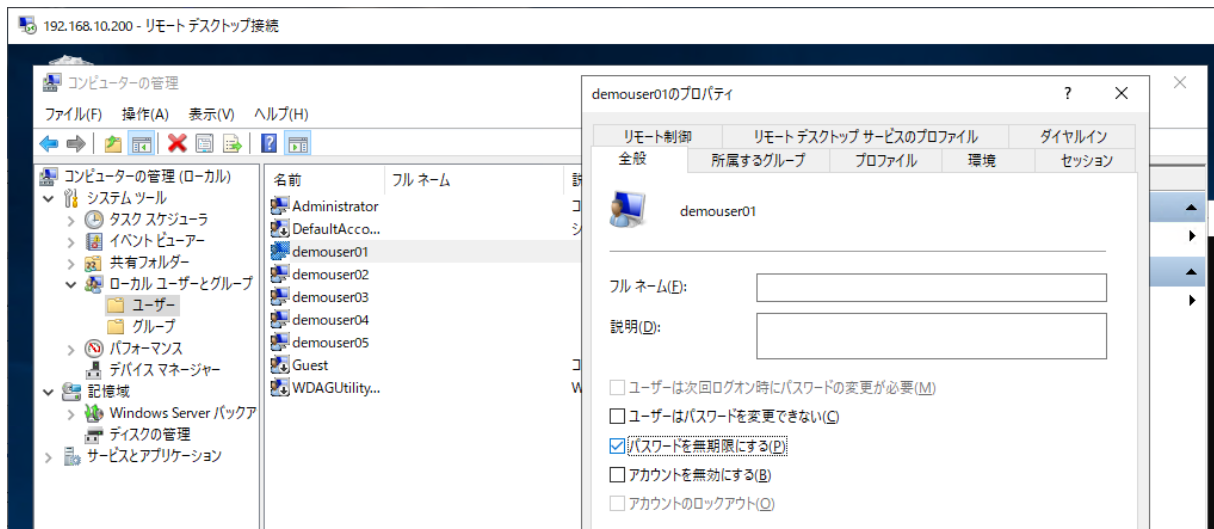 192.168.10.200 - リモート デスクトップ接続
コンピューターの管理
ファイル(F) 操作(A) 表示(V) ヘルプ(H)
コンピューターの管理 (ローカル)
システム ツール
タスク スケジューラ
イベント ビューアー
共有フォルダー
ローカル ユーザーとグループ
ユーザー
グループ
パフォーマンス
デバイス マネージャー
記憶域
Windows Server バックア
ディスクの管理
サービスとアプリケーション
名前 フル ネーム
Administrator
DefaultAcco...
demouser01
demouser02
demouser03
demouser04
demouser05
Guest
WDAGUtility...
demouser01のプロパティ
リモート制御 リモート デスクトップ サービスのプロファイル ダイヤルイン
全般 所属するグループ プロファイル 環境 セッション
demouser01
フル ネーム(F):
説明(D):
ユーザーは次回ログオン時にパスワードの変更が必要(M)
ユーザーはパスワードを変更できない(C)
パスワードを無期限にする(P)
アカウントを無効にする(B)
アカウントのロックアウト(O)